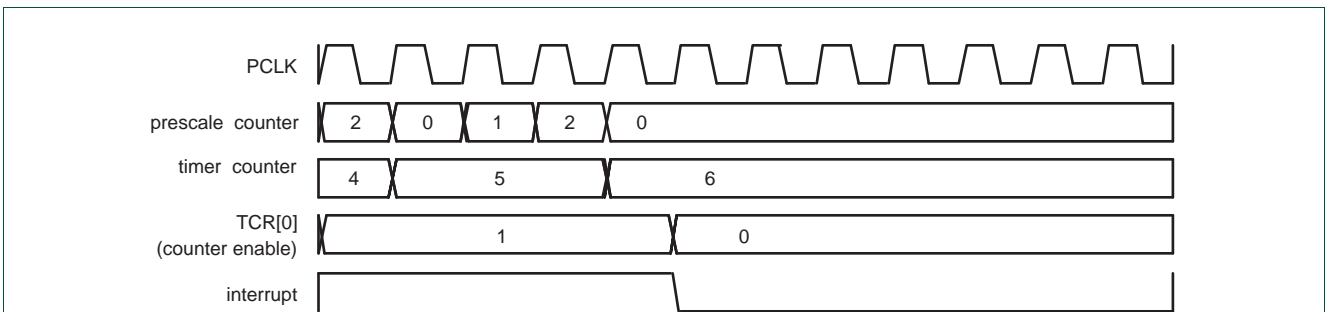 PCLK
prescale counter 2 0 1 2 0
timer counter 4 5 6
TCR[0]
(counter enable) 1 0
interrupt